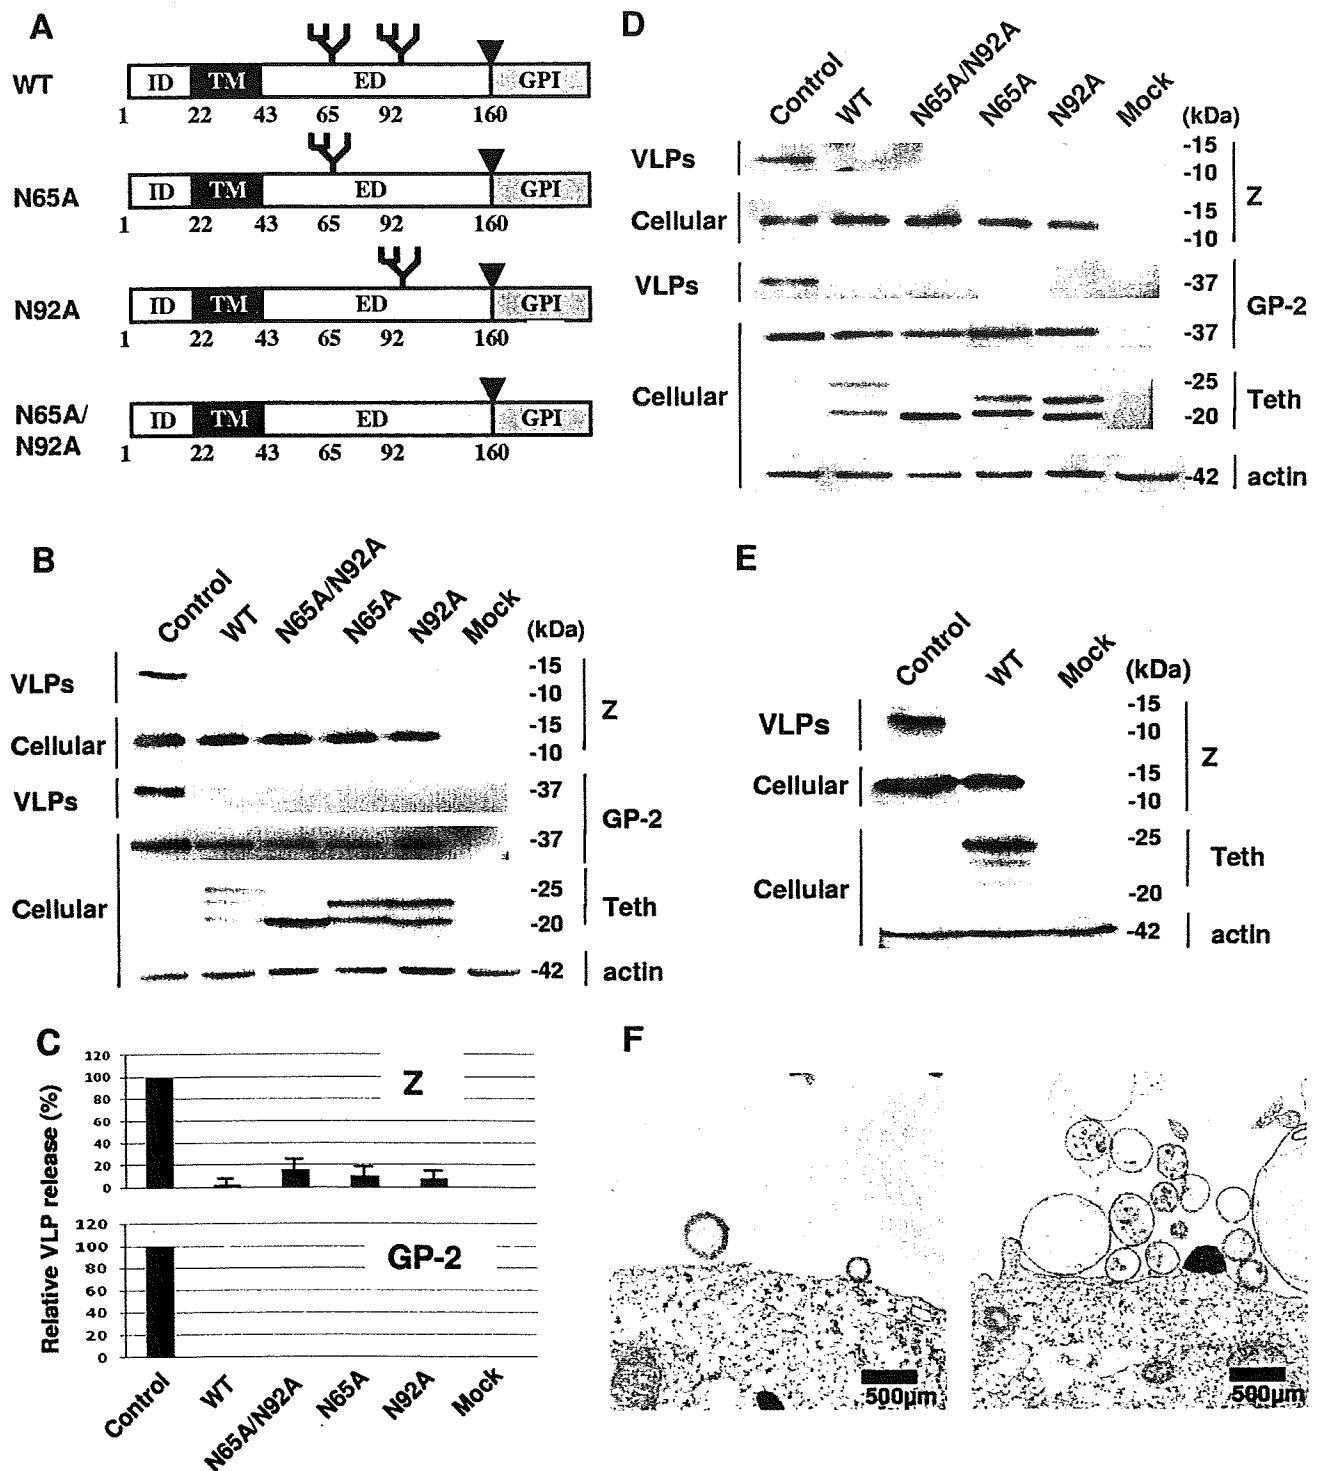 A
WT
ID TM ED GPI
1 22 43 65 92 160
N65A
ID TM ED GPI
1 22 43 65 92 160
N92A
ID TM ED GPI
1 22 43 65 92 160
N65A/
N92A
ID TM ED GPI
1 22 43 65 92 160
B
Control WT N65A/N92A N65A N92A Mock
(kDa)
VLPs
-15
-10
Cellular
-15
-10
Z
VLPs
-37
-37
GP-2
Cellular
-25
-20
Teth
-42
actin
C
Relative VLP release (%)
120
100
80
60
40
20
0
Z
120
100
80
60
40
20
0
GP-2
Control WT N65A/N92A N65A N92A Mock
D
Control WT N65A/N92A N65A N92A Mock
(kDa)
VLPs
-15
-10
Cellular
-15
-10
Z
VLPs
-37
-37
GP-2
Cellular
-25
-20
Teth
-42
actin
E
Control WT Mock
(kDa)
VLPs
-15
-10
Cellular
-15
-10
Z
Cellular
-25
-20
Teth
-42
actin
F
500µm
500µm